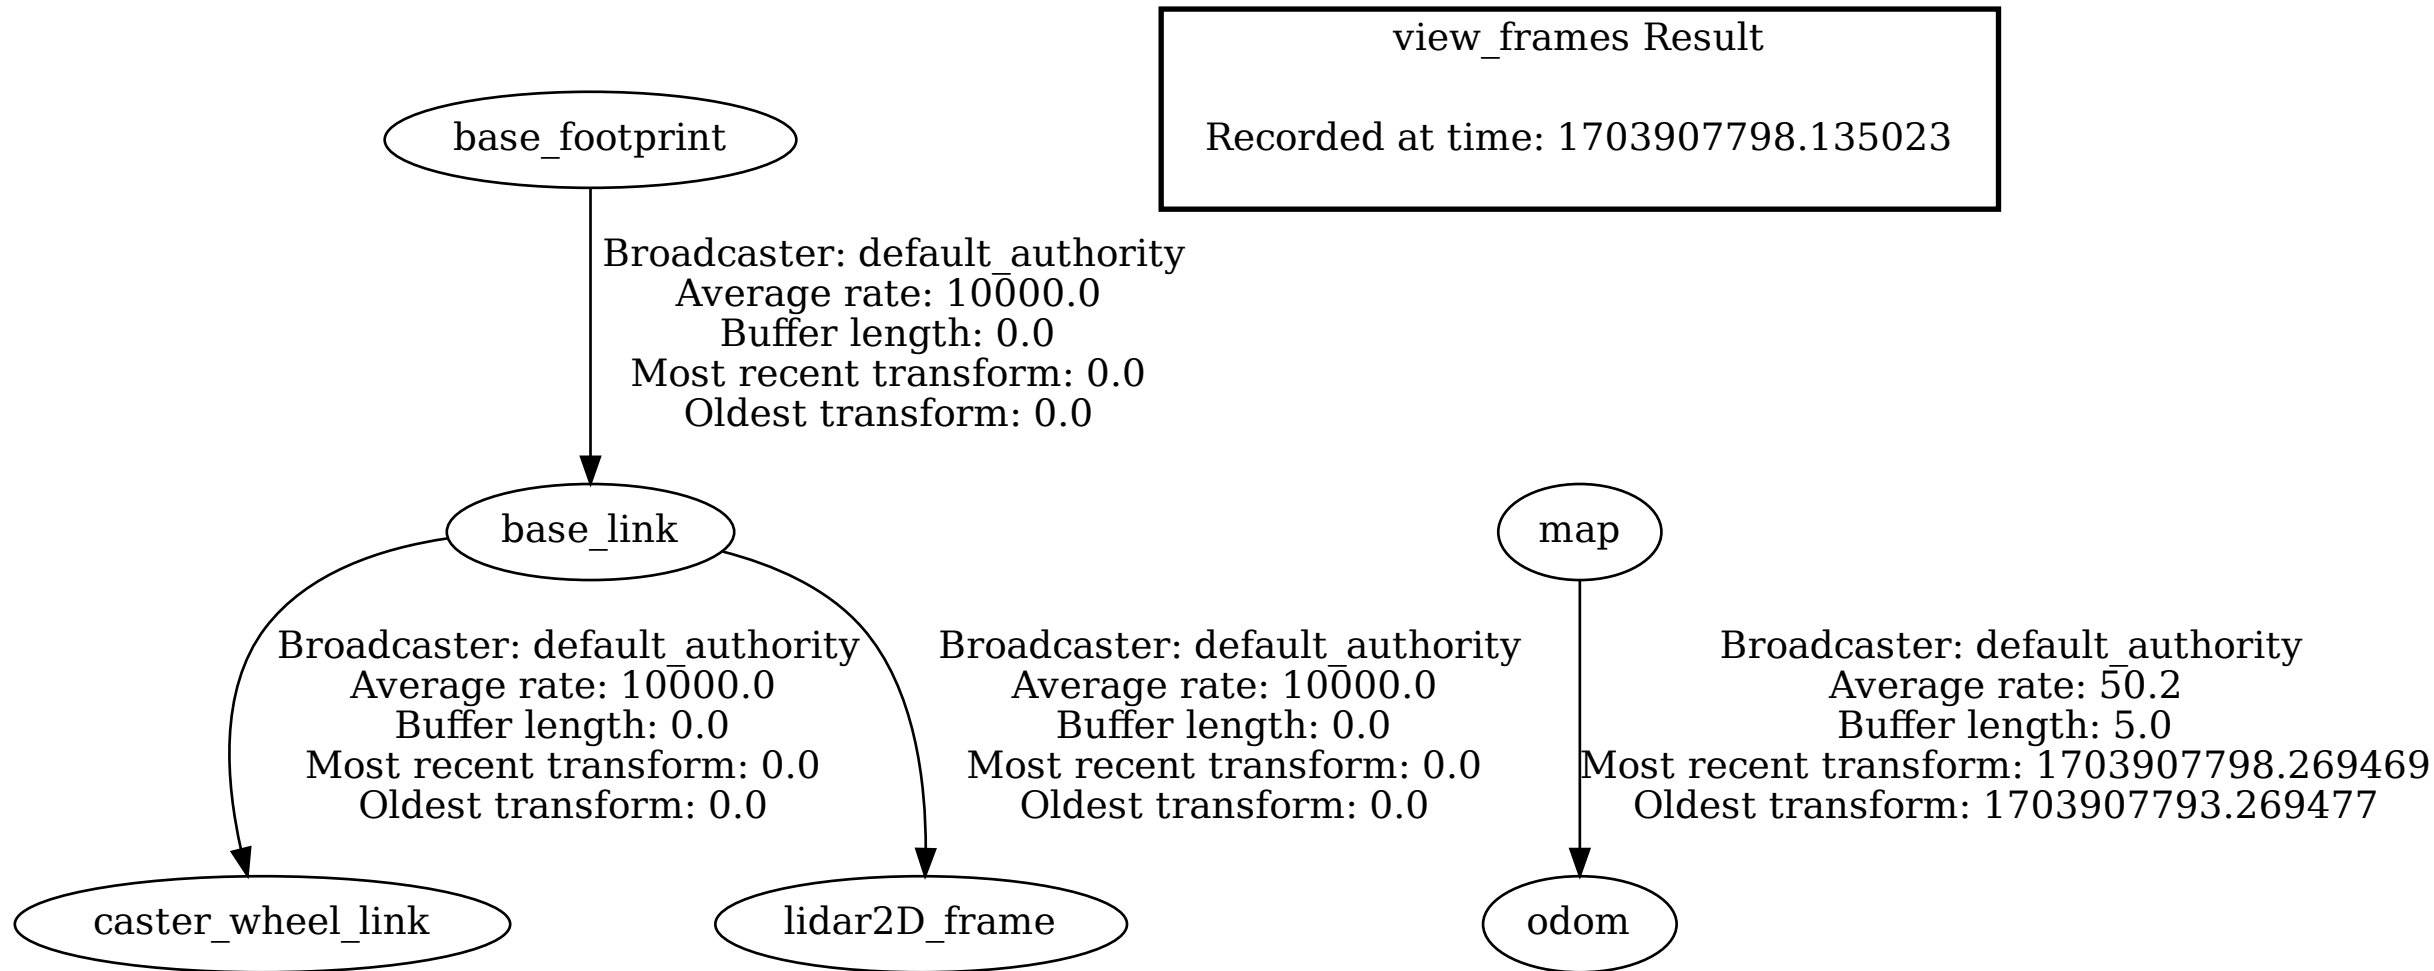 view_frames Result
Recorded at time: 1703907798.135023
base_footprint
Broadcaster: default_authority
Average rate: 10000.0
Buffer length: 0.0
Most recent transform: 0.0
Oldest transform: 0.0
base_link
map
Broadcaster: default_authority
Average rate: 10000.0
Buffer length: 0.0
Most recent transform: 0.0
Oldest transform: 0.0
Broadcaster: default_authority
Average rate: 10000.0
Buffer length: 0.0
Most recent transform: 0.0
Oldest transform: 0.0
Broadcaster: default_authority
Average rate: 50.2
Buffer length: 5.0
Most recent transform: 1703907798.269469
Oldest transform: 1703907793.269477
caster_wheel_link
lidar2D_frame
odom